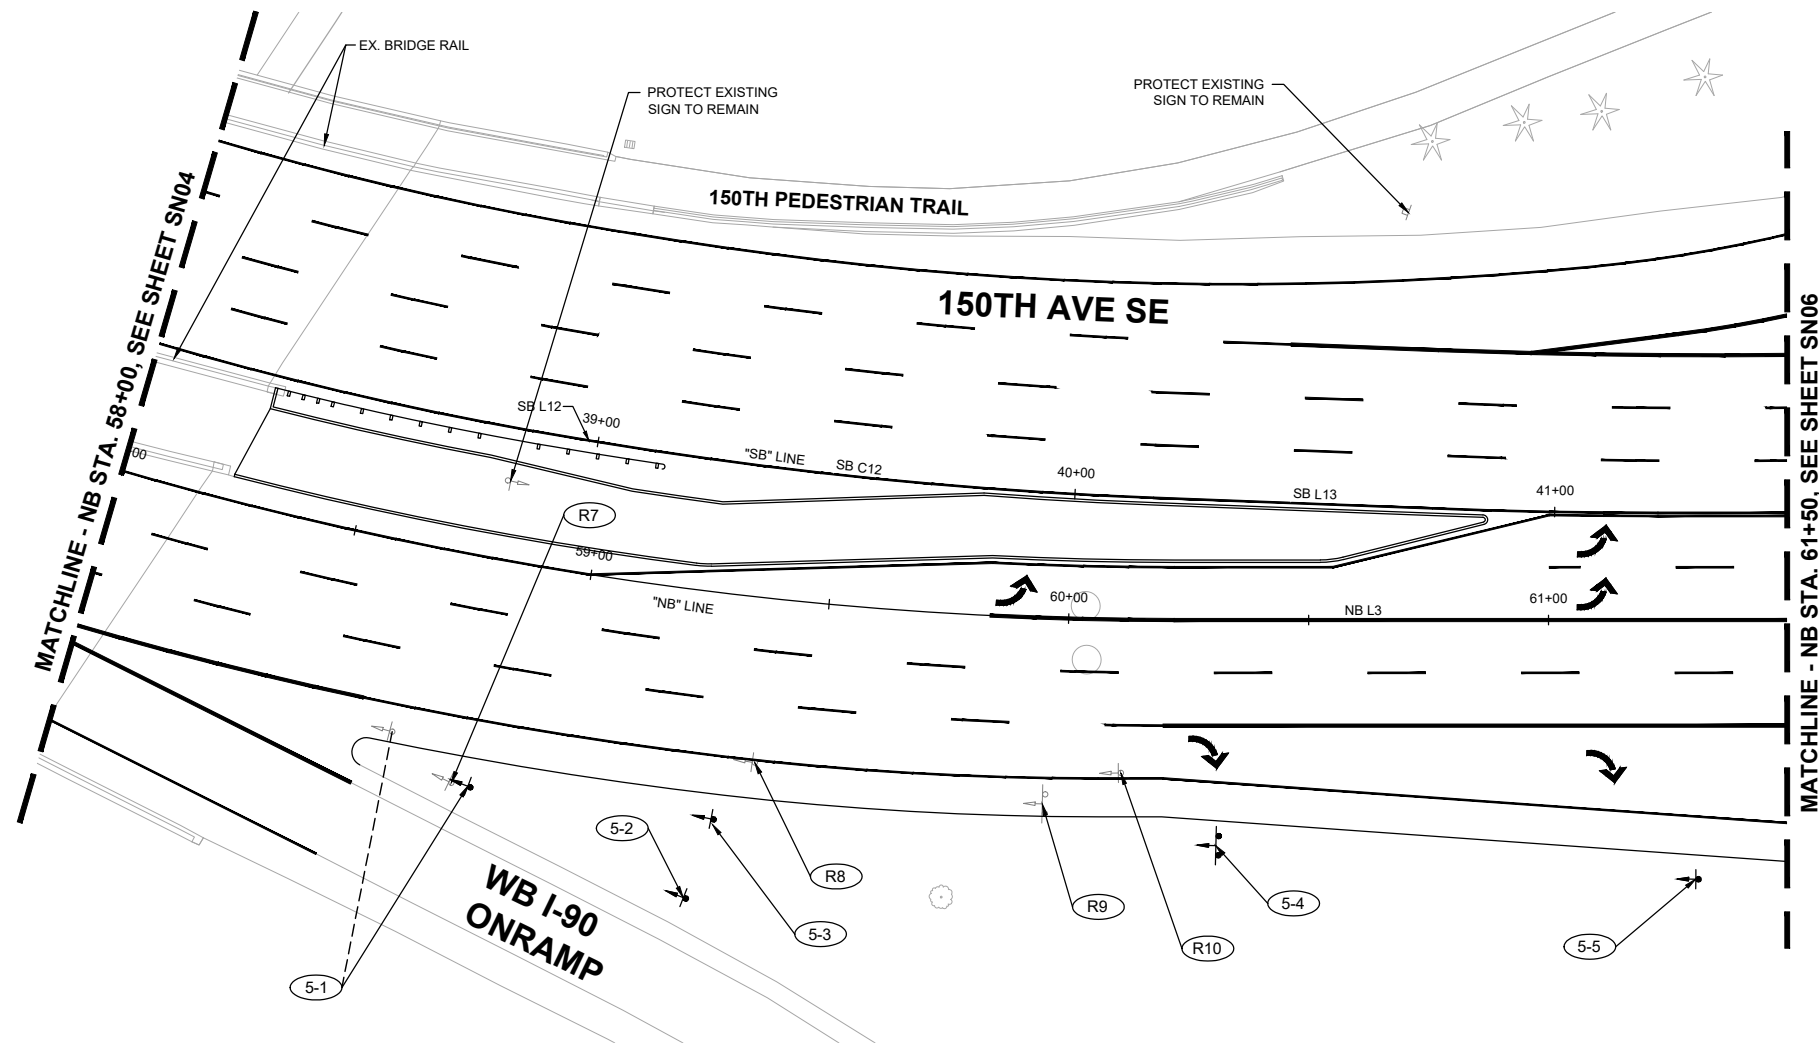 EX. BRIDGE RAIL
PROTECT EXISTING
SIGN TO REMAIN
PROTECT EXISTING
SIGN TO REMAIN
150TH PEDESTRIAN TRAIL
150TH AVE SE
MATCHLINE - NB STA. 58+00, SEE SHEET SN04
MATCHLINE - NB STA. 61+50, SEE SHEET SN06
SB L12
39+00
"SB" LINE
SB C12
40+00
SB L13
41+00
00
R7
59+00
"NB" LINE
60+00
NB L3
61+00
5-2
R8
R9
5-4
5-3
R10
5-5
WB I-90
ONRAMP
5-1